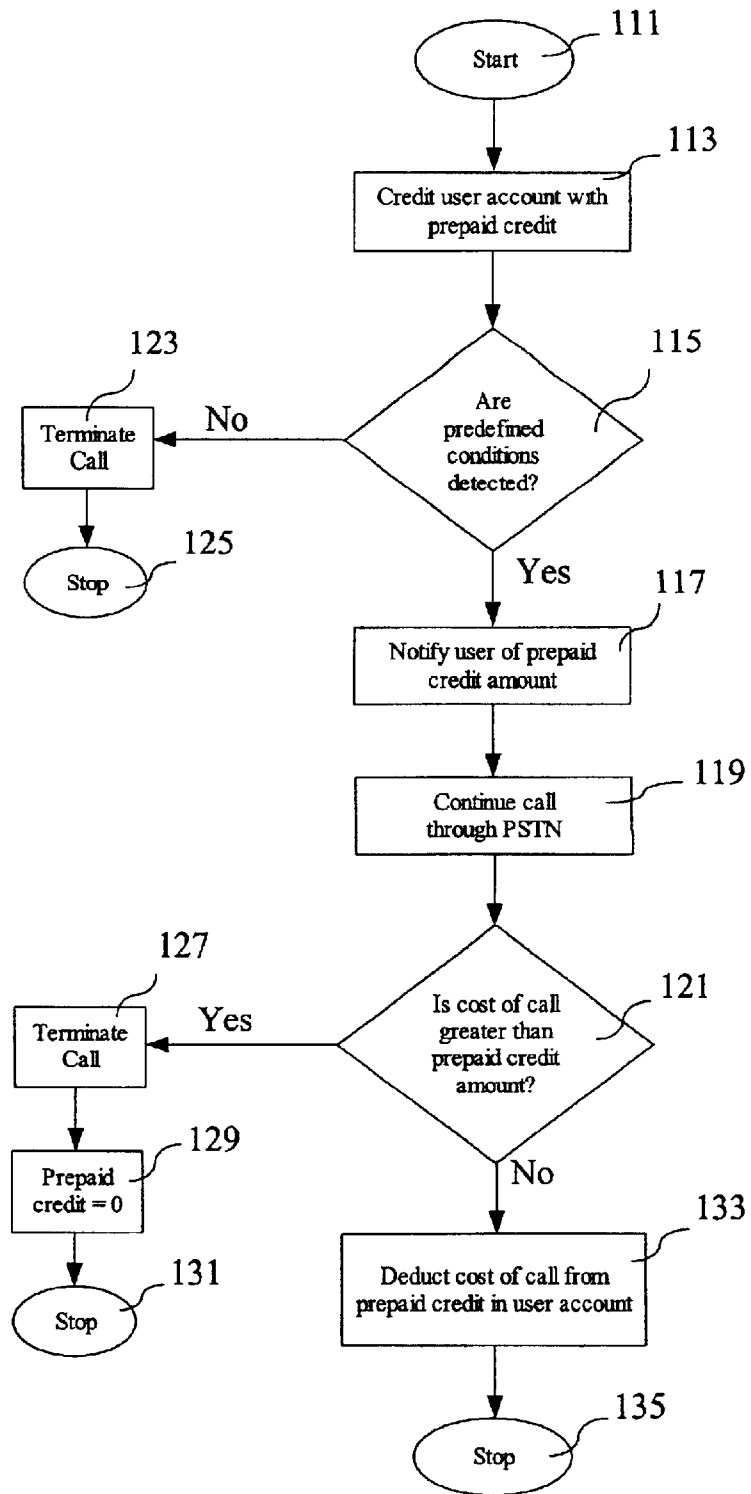 111
Start
113
Credit user account with
prepaid credit
115
Are
predefined
conditions
detected?
No
123
Terminate
Call
125
Stop
Yes
117
Notify user of prepaid
credit amount
119
Continue call
through PSTN
121
Is cost of call
greater than
prepaid credit
amount?
Yes
127
Terminate
Call
129
Prepaid
credit = 0
131
Stop
No
133
Deduct cost of call from
prepaid credit in user account
135
Stop